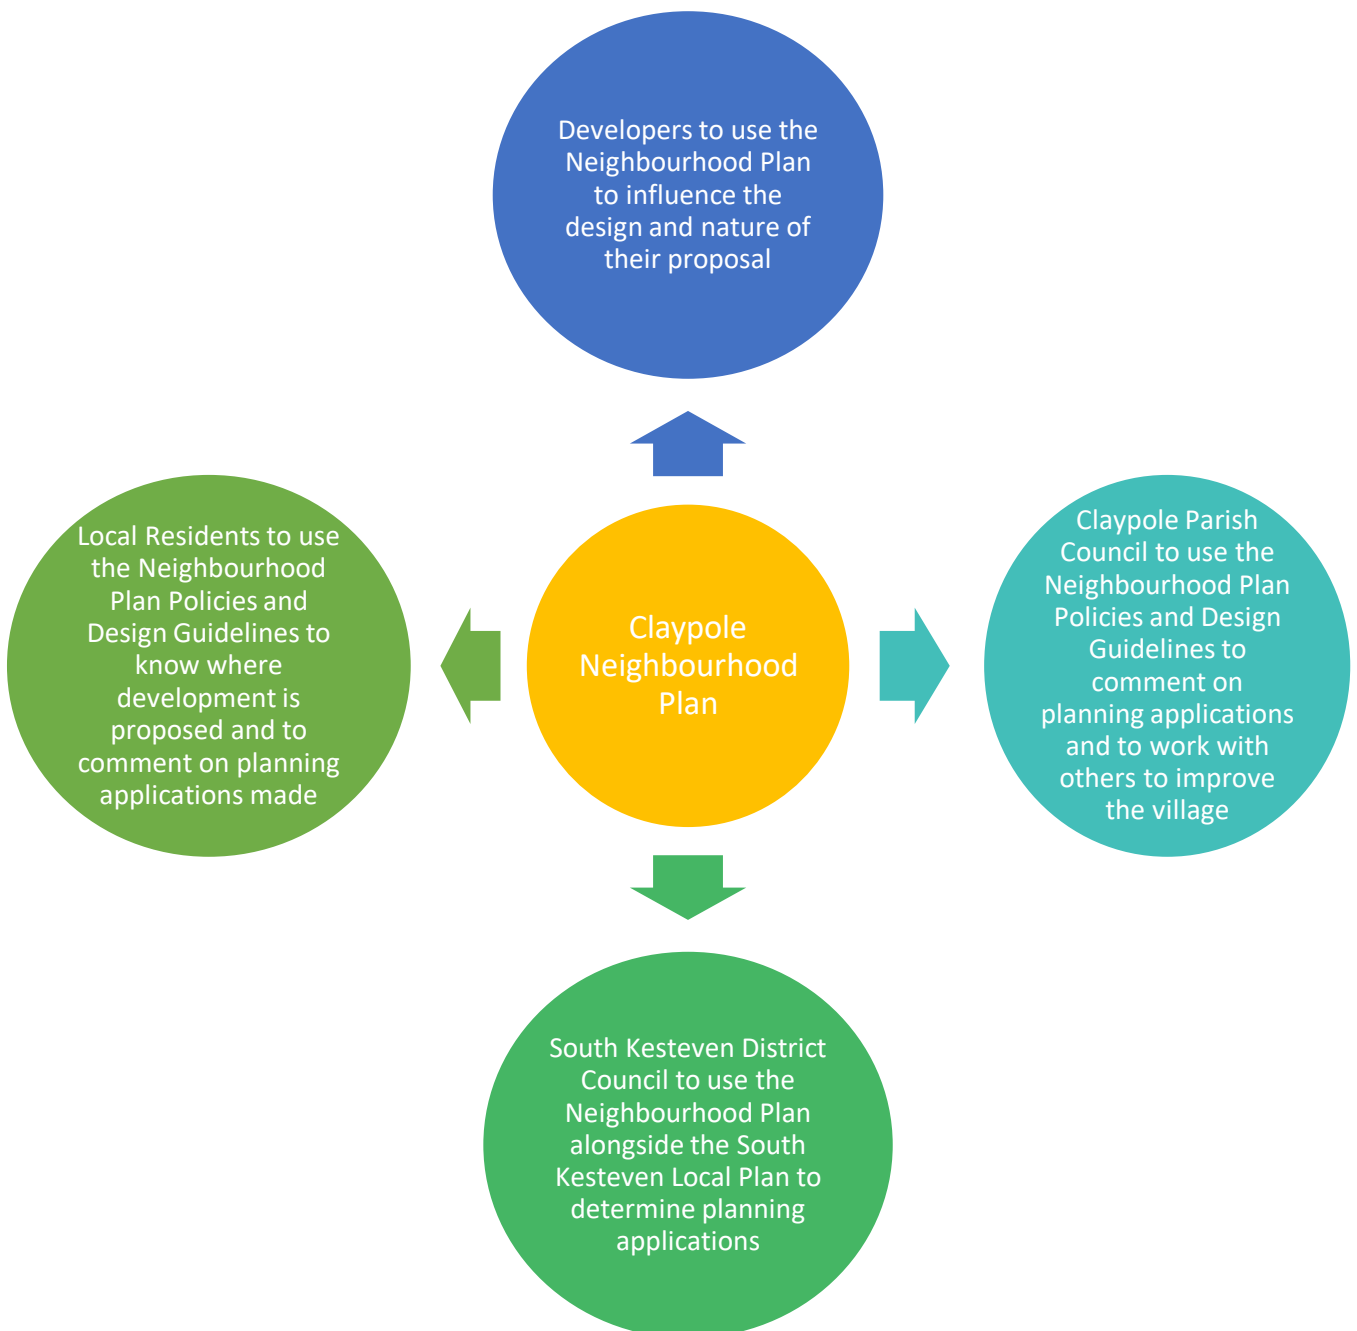 Developers to use the
Neighbourhood Plan
to influence the
design and nature of
their proposal
Local Residents to use
the Neighbourhood
Plan Policies and
Design Guidelines to
know where
development is
proposed and to
comment on planning
applications made
Claypole
Neighbourhood
Plan
Claypole Parish
Council to use the
Neighbourhood Plan
Policies and Design
Guidelines to
comment on
planning applications
and to work with
others to improve
the village
South Kesteven District
Council to use the
Neighbourhood Plan
alongside the South
Kesteven Local Plan to
determine planning
applications